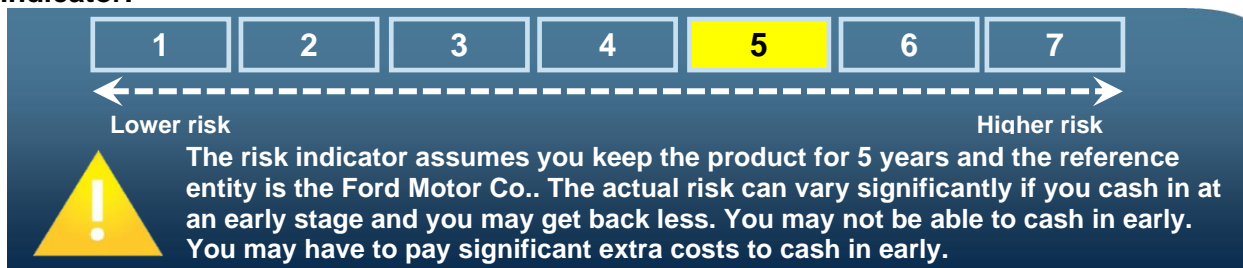 Indicator:
1 2 3 4 5 6 7
Lower risk Higher risk
!
The risk indicator assumes you keep the product for 5 years and the reference
entity is the Ford Motor Co.. The actual risk can vary significantly if you cash in at
an early stage and you may get back less. You may not be able to cash in early.
You may have to pay significant extra costs to cash in early.